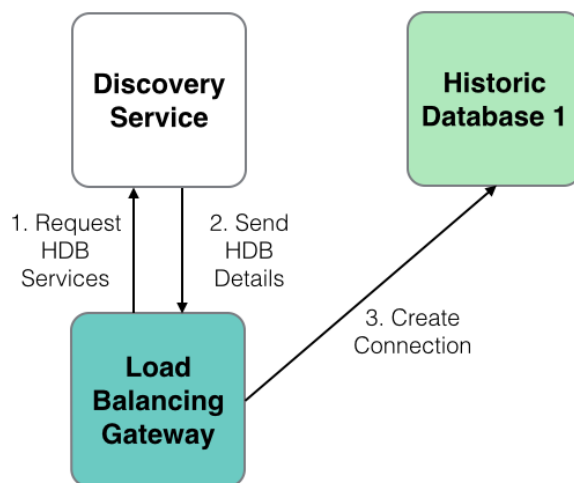 Discovery
Service
Historic
Database 1
1. Request
HDB
Services
2. Send
HDB
Details
3. Create
Connection
Load
Balancing
Gateway